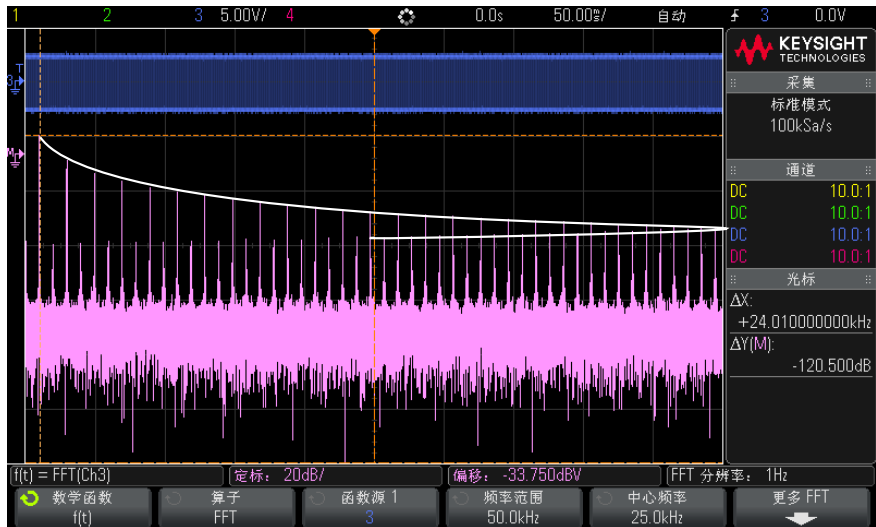 1 2 3 5.00V/ 4 0.0s 50.00㎳/ 自动 3 0.0V
KEYSIGHT
TECHNOLOGIES
采集
标准模式
100kSa/s
通道
DC 10.0:1
DC 10.0:1
DC 10.0:1
DC 10.0:1
光标
ΔX:
+24.010000000kHz
ΔY(M):
-120.500dB
T
3
M
f(t) = FFT(Ch3) 定标: 20dB/ 偏移: -33.750dBV FFT 分辨率: 1Hz
数学函数 算子 函数源 1 频率范围 中心频率 更多 FFT
f(t) FFT 3 50.0kHz 25.0kHz